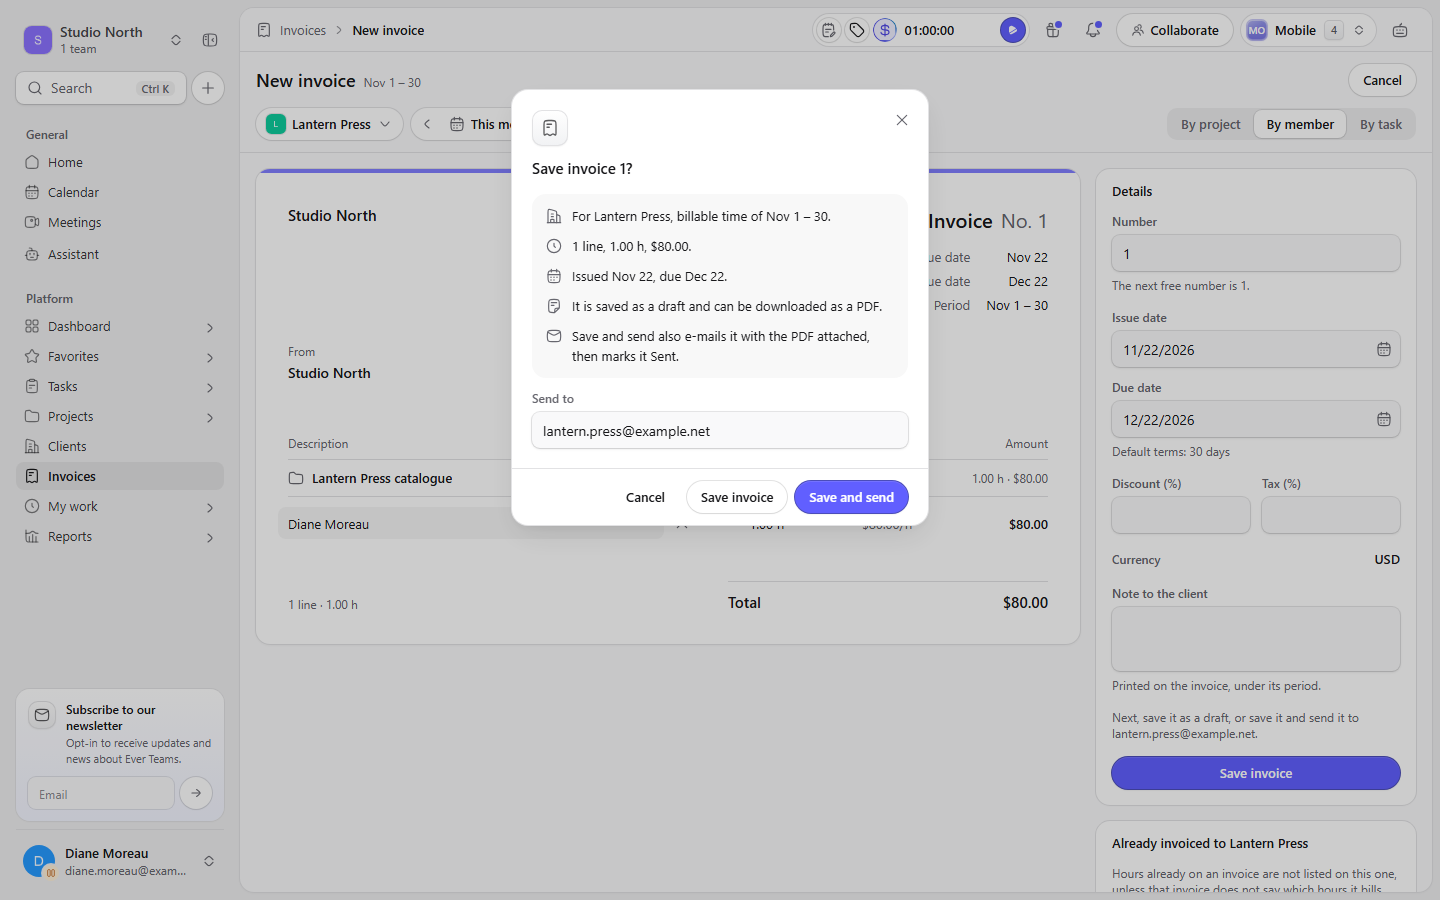 Studio North
1 team
Search
Ctrl K
General
Home
Calendar
Meetings
Assistant
Platform
Dashboard
Favorites
Tasks
Projects
Clients
Invoices
My work
Reports
Subscribe to our
newsletter
Opt-in to receive updates and
news about Ever Teams.
Email
D
Diane Moreau
diane.moreau@exam...
Invoices
New invoice
01:00:00
Collaborate
MO
Mobile
4
New invoice
Nov 1 – 30
Cancel
L
Lantern Press
By project
By member
By task
Studio North
Invoice No. 1
Nov 22
Dec 22
Period
Nov 1 – 30
From
Studio North
Description
Amount
Lantern Press catalogue
1.00 h · $80.00
Diane Moreau
$80.00
1 line · 1.00 h
Total
$80.00
Save invoice 1?
For Lantern Press, billable time of Nov 1 – 30.
1 line, 1.00 h, $80.00.
Issued Nov 22, due Dec 22.
It is saved as a draft and can be downloaded as a PDF.
Save and send also e-mails it with the PDF attached,
then marks it Sent.
Send to
lantern.press@example.net
Cancel
Save invoice
Save and send
Details
Number
1
The next free number is 1.
Issue date
11/22/2026
Due date
12/22/2026
Default terms: 30 days
Discount (%)
Tax (%)
Currency
USD
Note to the client
Printed on the invoice, under its period.
Next, save it as a draft, or save it and send it to
lantern.press@example.net.
Save invoice
Already invoiced to Lantern Press
Hours already on an invoice are not listed on this one,
unless that invoice does not say which hours it bills.